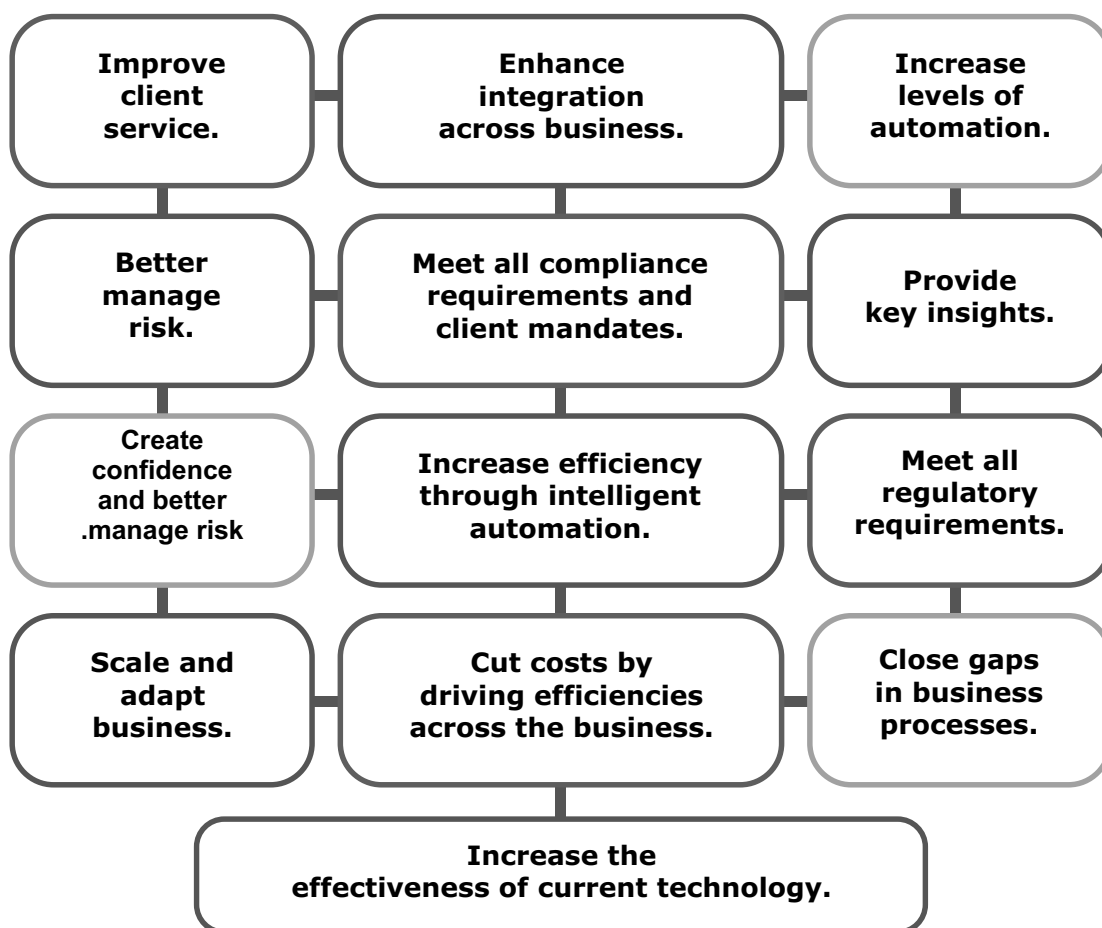 Improve
client
service.
Enhance
integration
across business.
Increase
levels of
automation.
Better
manage
risk.
Meet all compliance
requirements and
client mandates.
Provide
key insights.
Create
confidence
and better
.manage risk
Increase efficiency
through intelligent
automation.
Meet all
regulatory
requirements.
Scale and
adapt
business.
Cut costs by
driving efficiencies
across the business.
Close gaps
in business
processes.
Increase the
effectiveness of current technology.